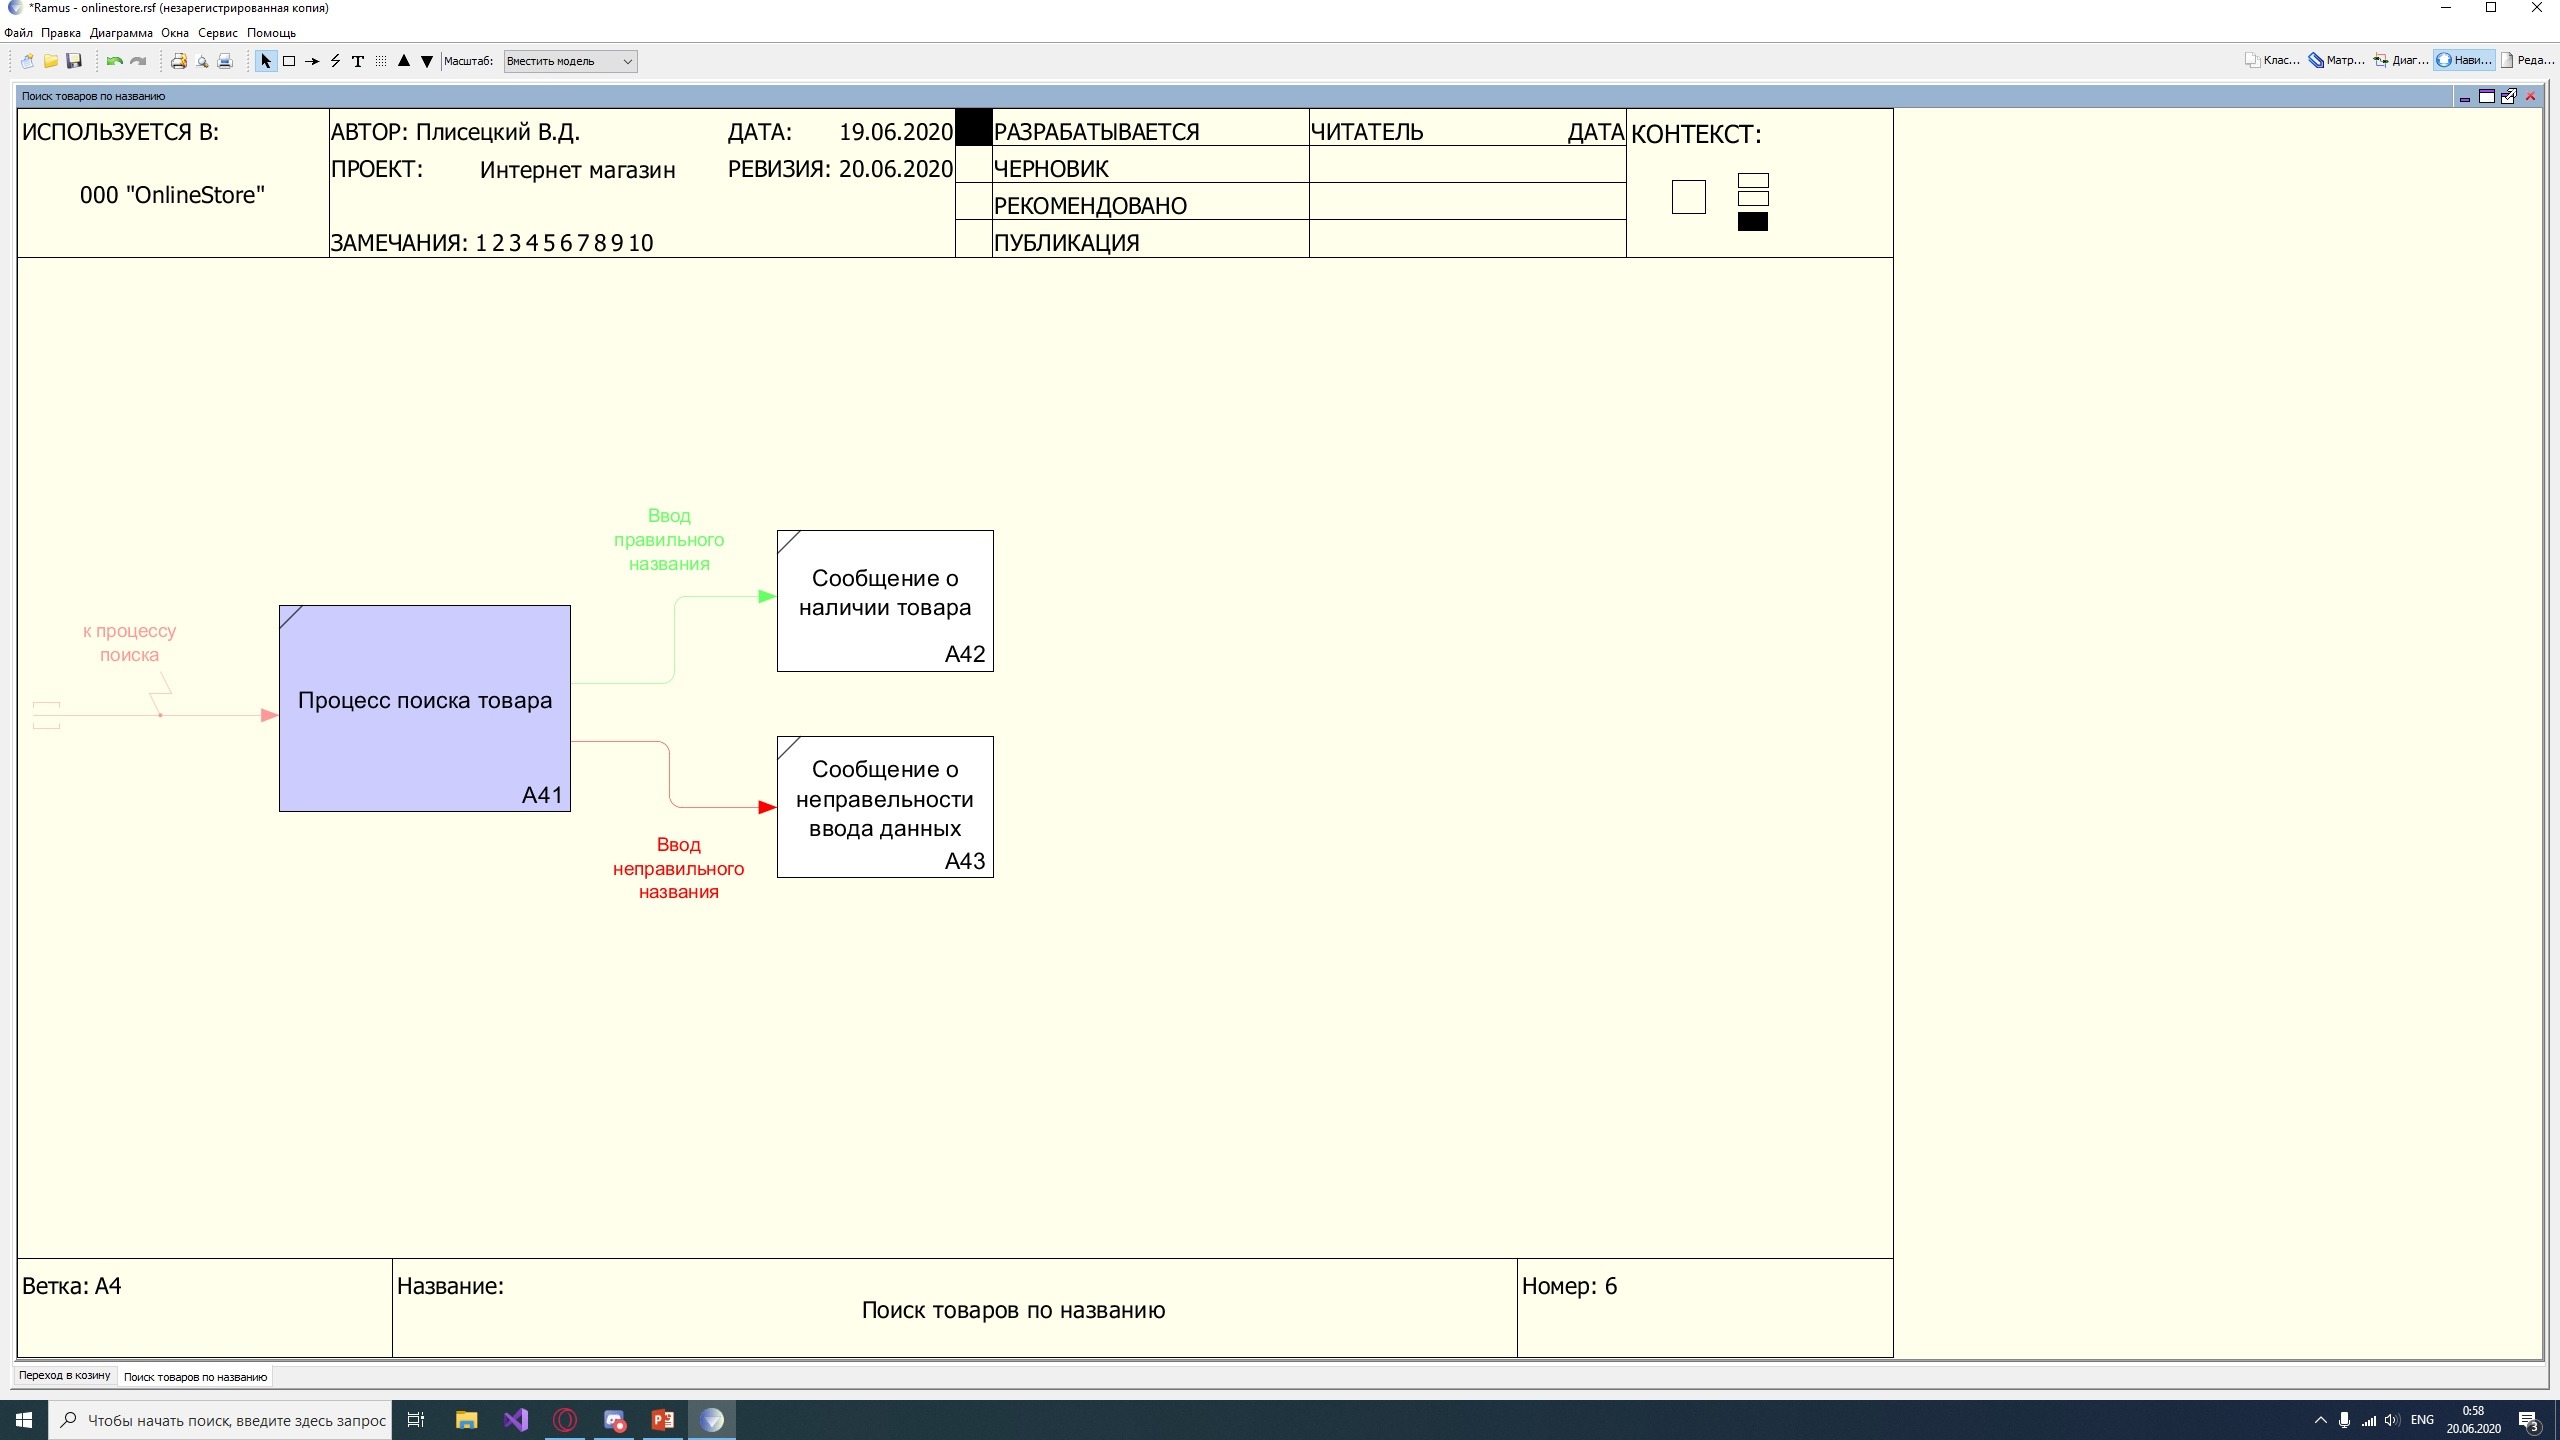 *Ramus - onlinestore.rsf (незарегистрированная копия)
Файл Правка Диаграмма Окна Сервис Помощь
Масштаб: Вместить модель Клас... Матр... Диаг... Нави... Реда...
Поиск товаров по названию
ИСПОЛЬЗУЕТСЯ В:
000 "OnlineStore"
АВТОР: Плисецкий В.Д. ДАТА: 19.06.2020
ПРОЕКТ: Интернет магазин РЕВИЗИЯ: 20.06.2020
ЗАМЕЧАНИЯ: 1 2 3 4 5 6 7 8 9 10
РАЗРАБАТЫВАЕТСЯ
ЧЕРНОВИК
РЕКОМЕНДОВАНО
ПУБЛИКАЦИЯ
ЧИТАТЕЛЬ ДАТА
КОНТЕКСТ:
к процессу
поиска
Процесс поиска товара
A41
Ввод
правильного
названия
Сообщение о
наличии товара
A42
Ввод
неправильного
названия
Сообщение о
неправельности
ввода данных
A43
Ветка: A4
Название:
Поиск товаров по названию
Номер: 6
Переход в козину Поиск товаров по названию
Чтобы начать поиск, введите здесь запрос
ENG
0:58
20.06.2020
3